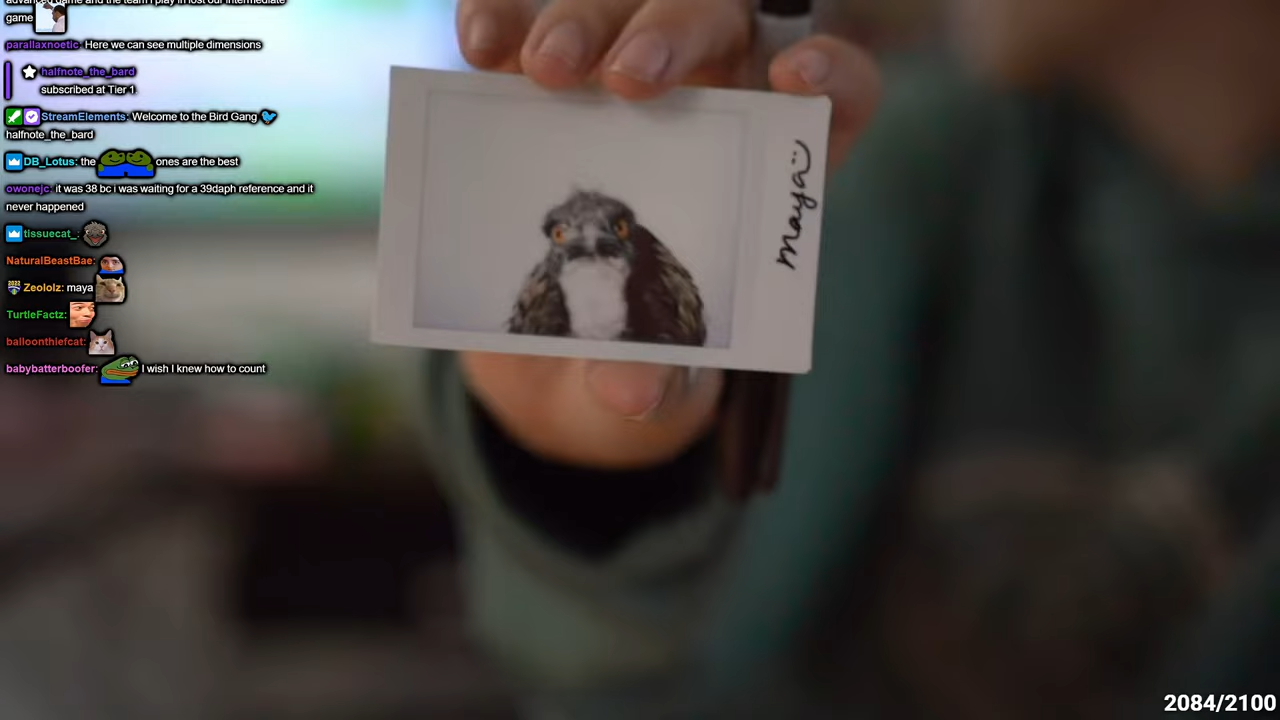 game
parallaxnoetic: Here we can see multiple dimensions
halfnote_the_bard
subscribed at Tier 1.
StreamElements: Welcome to the Bird Gang
halfnote_the_bard
DB_Lotus: the ones are the best
owonejc: it was 38 bc i was waiting for a 39daph reference and it
never happened
tissuecat_:
NaturalBeastBae:
Zeololz: maya
TurtleFactz:
balloonthiefcat:
babybatterboofer: I wish I knew how to count
maya
2084/2100